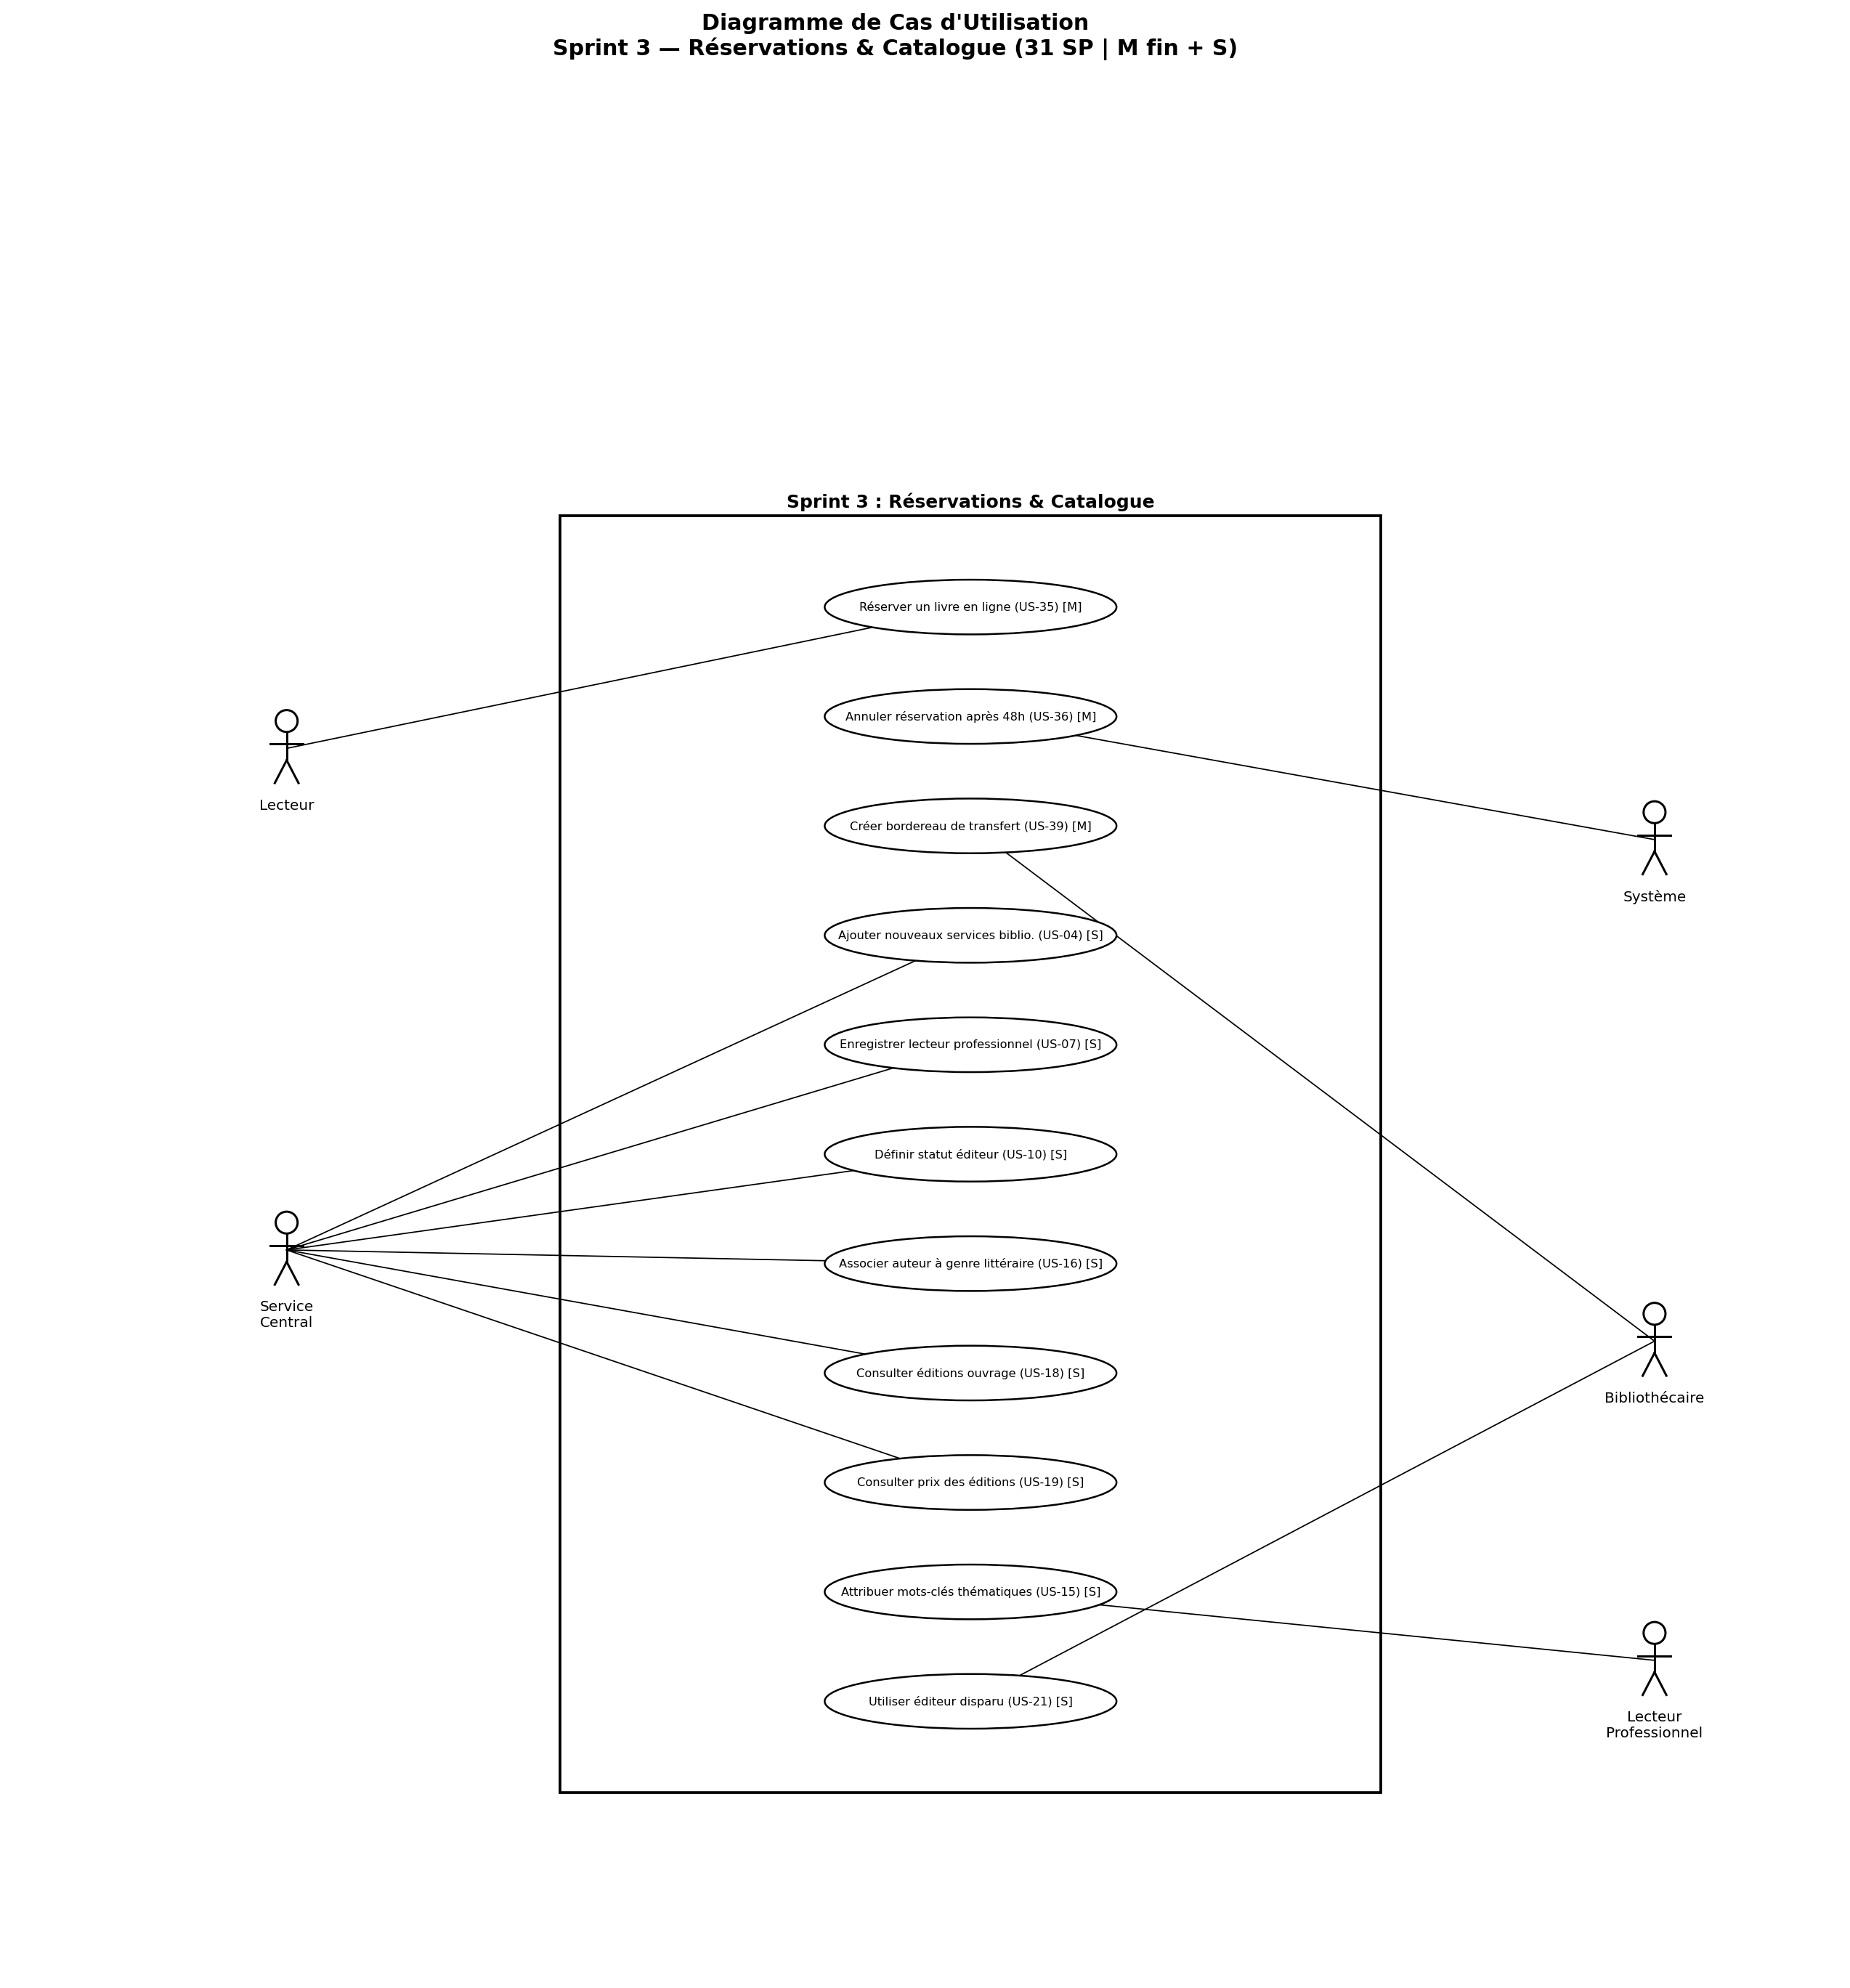 Diagramme de Cas d'Utilisation
Sprint 3 — Réservations & Catalogue (31 SP | M fin + S)
Sprint 3 : Réservations & Catalogue
Réserver un livre en ligne (US-35) [M]
Annuler réservation après 48h (US-36) [M]
Lecteur
Créer bordereau de transfert (US-39) [M]
Système
Ajouter nouveaux services biblio. (US-04) [S]
Enregistrer lecteur professionnel (US-07) [S]
Définir statut éditeur (US-10) [S]
Associer auteur à genre littéraire (US-16) [S]
Service
Central
Consulter éditions ouvrage (US-18) [S]
Bibliothécaire
Consulter prix des éditions (US-19) [S]
Attribuer mots-clés thématiques (US-15) [S]
Utiliser éditeur disparu (US-21) [S]
Lecteur
Professionnel